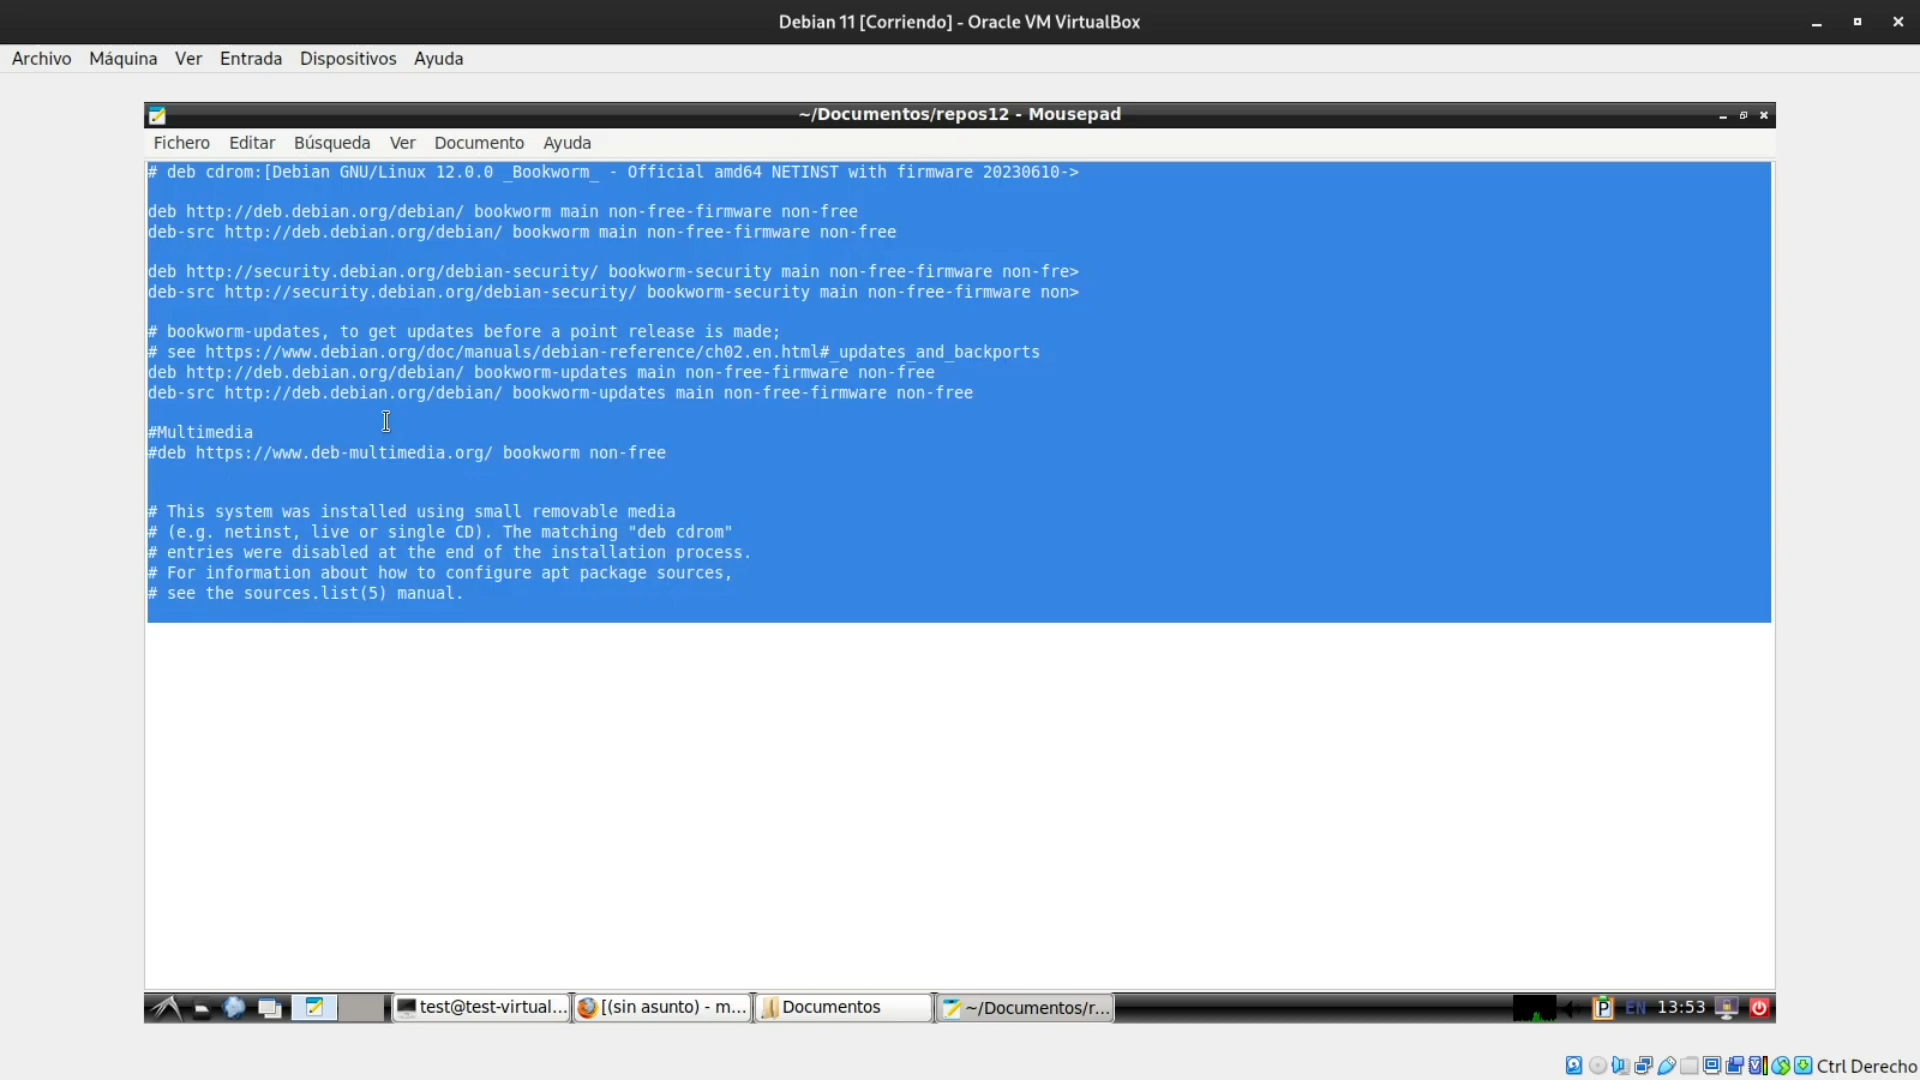 Debian 11 [Corriendo] - Oracle VM VirtualBox
Archivo Máquina Ver Entrada Dispositivos Ayuda
~/Documentos/repos12 - Mousepad
Fichero Editar Búsqueda Ver Documento Ayuda
# deb cdrom:[Debian GNU/Linux 12.0.0 _Bookworm_ - Official amd64 NETINST with firmware 20230610->
deb http://deb.debian.org/debian/ bookworm main non-free-firmware non-free
deb-src http://deb.debian.org/debian/ bookworm main non-free-firmware non-free
deb http://security.debian.org/debian-security/ bookworm-security main non-free-firmware non-fre>
deb-src http://security.debian.org/debian-security/ bookworm-security main non-free-firmware non>
# bookworm-updates, to get updates before a point release is made;
# see https://www.debian.org/doc/manuals/debian-reference/ch02.en.html#_updates_and_backports
deb http://deb.debian.org/debian/ bookworm-updates main non-free-firmware non-free
deb-src http://deb.debian.org/debian/ bookworm-updates main non-free-firmware non-free
#Multimedia
#deb https://www.deb-multimedia.org/ bookworm non-free
# This system was installed using small removable media
# (e.g. netinst, live or single CD). The matching "deb cdrom"
# entries were disabled at the end of the installation process.
# For information about how to configure apt package sources,
# see the sources.list(5) manual.
test@test-virtual... [(sin asunto) - m... Documentos ~/Documentos/r... P EN 13:53
Ctrl Derecho